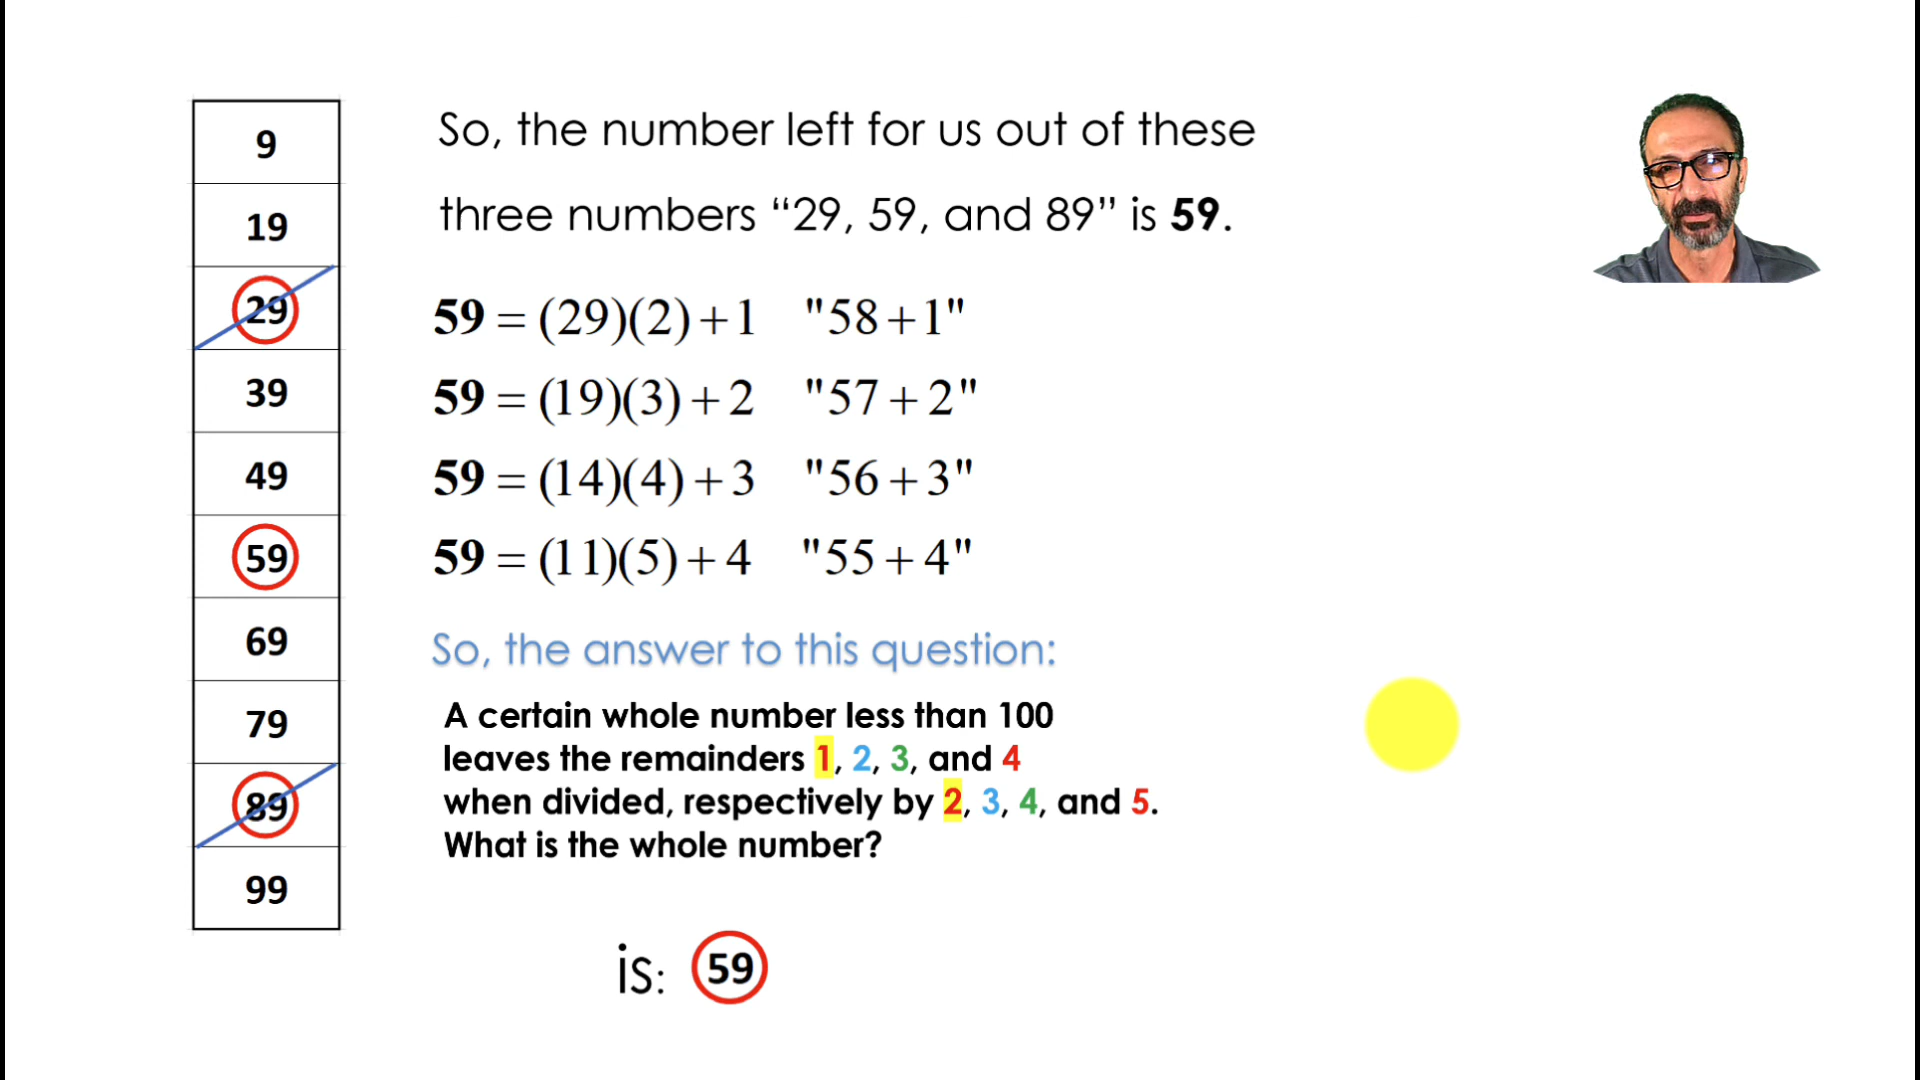 9
19
29
39
49
59
69
79
89
99
So, the number left for us out of these
three numbers “29, 59, and 89” is 59.
59 = (29)(2) + 1 "58 + 1"
59 = (19)(3) + 2 "57 + 2"
59 = (14)(4) + 3 "56 + 3"
59 = (11)(5) + 4 "55 + 4"
So, the answer to this question:
A certain whole number less than 100
leaves the remainders 1, 2, 3, and 4
when divided, respectively by 2, 3, 4, and 5.
What is the whole number?
is: 59